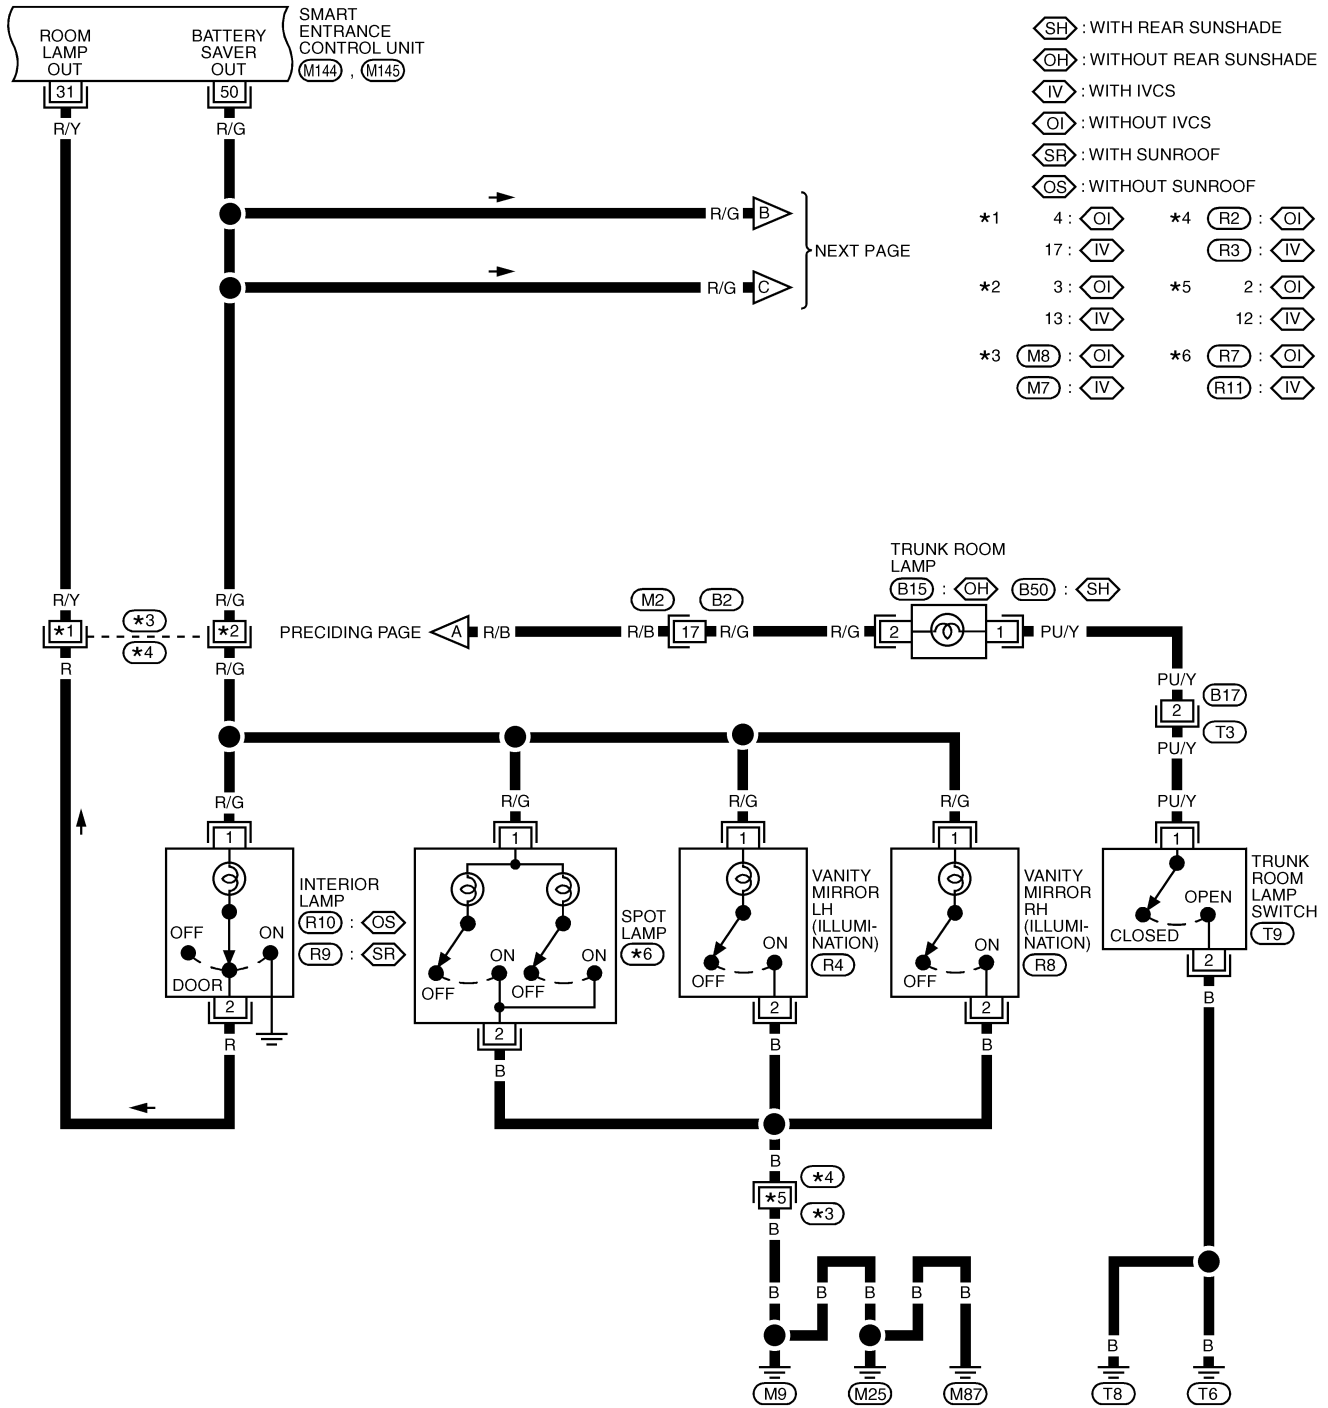 SMART
ENTRANCE
CONTROL UNIT
M144 , M145
ROOM
LAMP
OUT
BATTERY
SAVER
OUT
31
50
R/Y
R/G
SH : WITH REAR SUNSHADE
OH : WITHOUT REAR SUNSHADE
IV : WITH IVCS
OI : WITHOUT IVCS
SR : WITH SUNROOF
OS : WITHOUT SUNROOF
*1 4 : OI
17 : IV
*2 3 : OI
13 : IV
*3 M8 : OI
M7 : IV
*4 R2 : OI
R3 : IV
*5 2 : OI
12 : IV
*6 R7 : OI
R11 : IV
R/G B
R/G C
NEXT PAGE
TRUNK ROOM
LAMP
B15 : OH B50 : SH
R/Y
R/G
*1
*3
*4
*2
R
R/G
PRECIDING PAGE A R/B
M2 B2
R/B 17 R/G
R/G 2
1 PU/Y
PU/Y
2
B17
T3
PU/Y
R/G
R/G
R/G
R/G
PU/Y
1
1
1
1
1
INTERIOR
LAMP
R10 : OS
R9 : SR
OFF
ON
DOOR
2
R
SPOT
LAMP
*6
ON
OFF
ON
OFF
2
B
VANITY
MIRROR
LH
(ILLUMI-
NATION)
R4
ON
OFF
2
B
VANITY
MIRROR
RH
(ILLUMI-
NATION)
R8
ON
OFF
2
B
TRUNK
ROOM
LAMP
SWITCH
T9
OPEN
CLOSED
2
B
B
*5
*4
*3
B
B B B B B
B B
M9 M25 M87 T8 T6